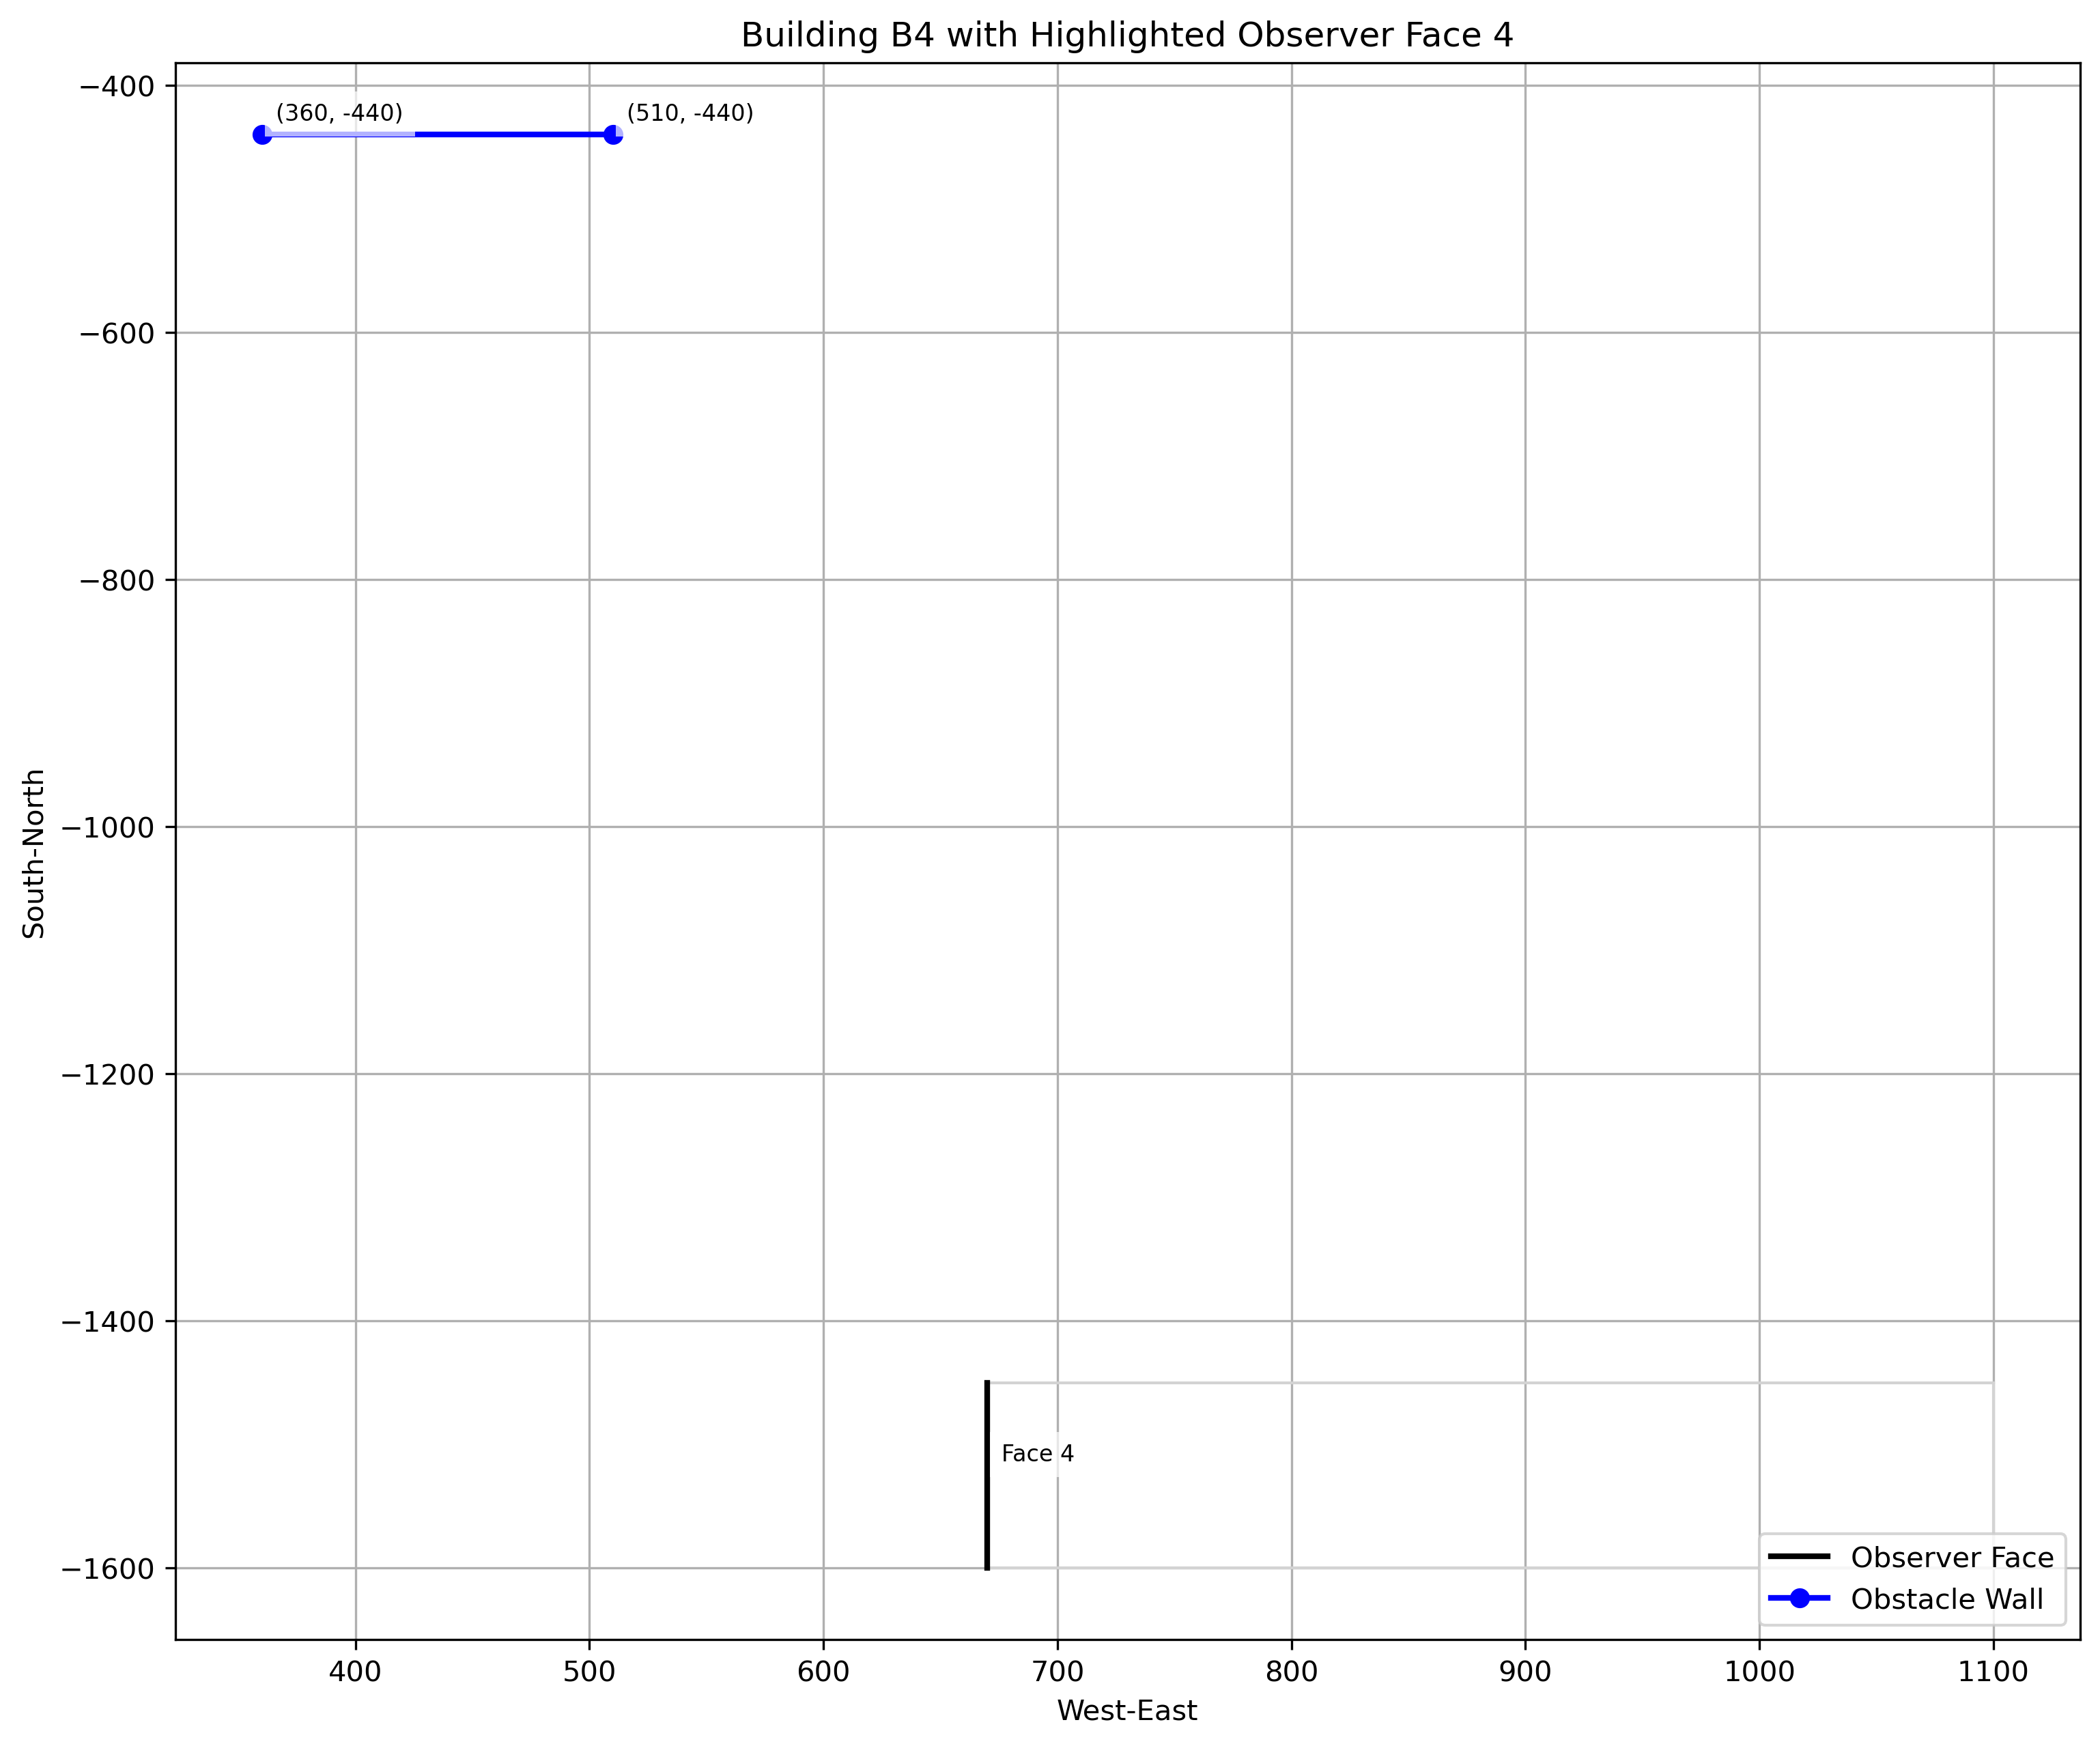 Building B4 with Highlighted Observer Face 4
−400
(360, -440)
(510, -440)
−600
−800
−1000
−1200
−1400
−1600
South-North
Face 4
Observer Face
Obstacle Wall
400
500
600
700
800
900
1000
1100
West-East